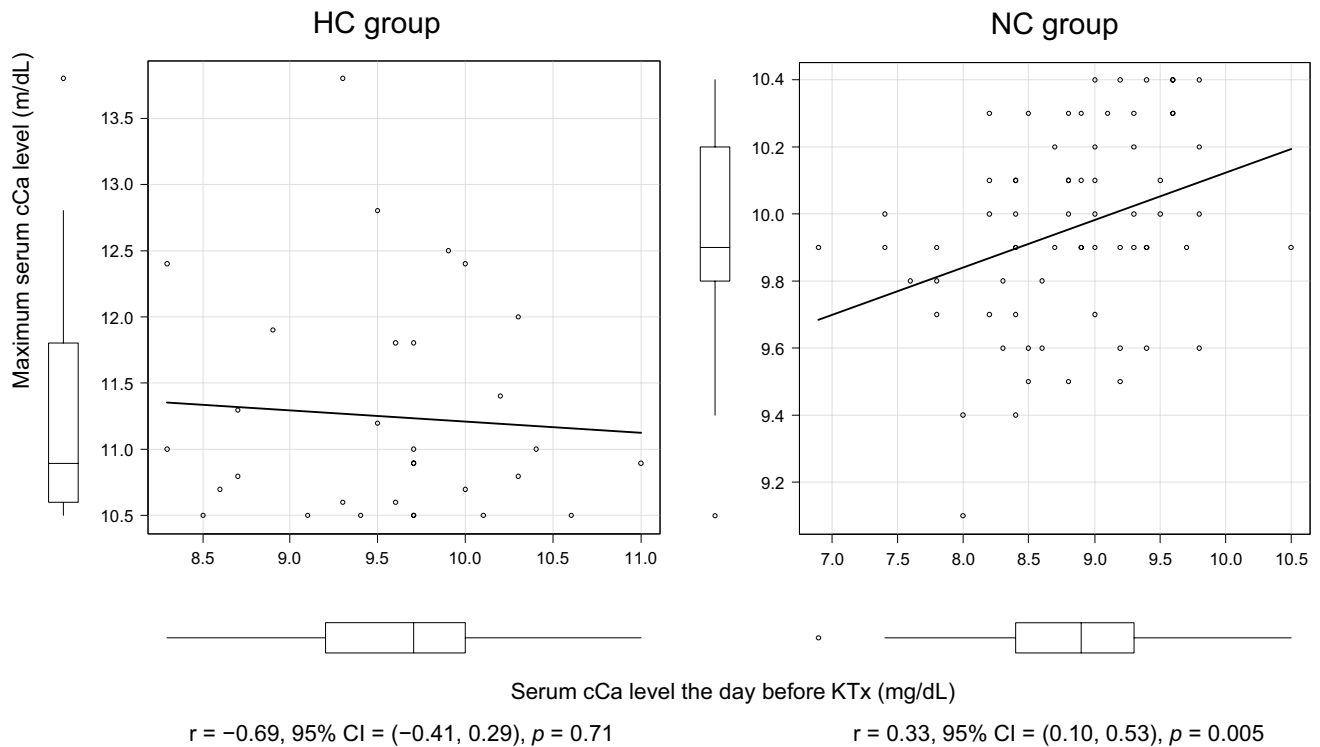 HC group
NC group
Maximum serum cCa level (m/dL)
13.5
13.0
12.5
12.0
11.5
11.0
10.5
8.5 9.0 9.5 10.0 10.5 11.0
10.4
10.2
10.0
9.8
9.6
9.4
9.2
7.0 7.5 8.0 8.5 9.0 9.5 10.0 10.5
Serum cCa level the day before KTx (mg/dL)
r = −0.69, 95% CI = (−0.41, 0.29), p = 0.71
r = 0.33, 95% CI = (0.10, 0.53), p = 0.005